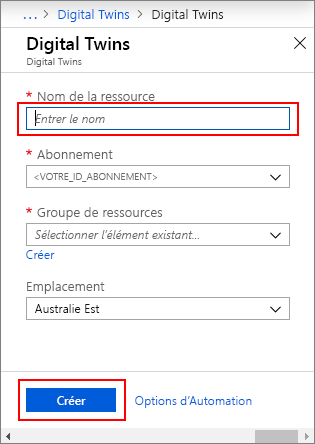 ... > Digital Twins > Digital Twins
Digital Twins
Digital Twins
* Nom de la ressource
Entrer le nom
* Abonnement
<VOTRE_ID_ABONNEMENT>
* Groupe de ressources
Sélectionner l'élément existant...
Créer
Emplacement
Australie Est
Créer Options d'Automation